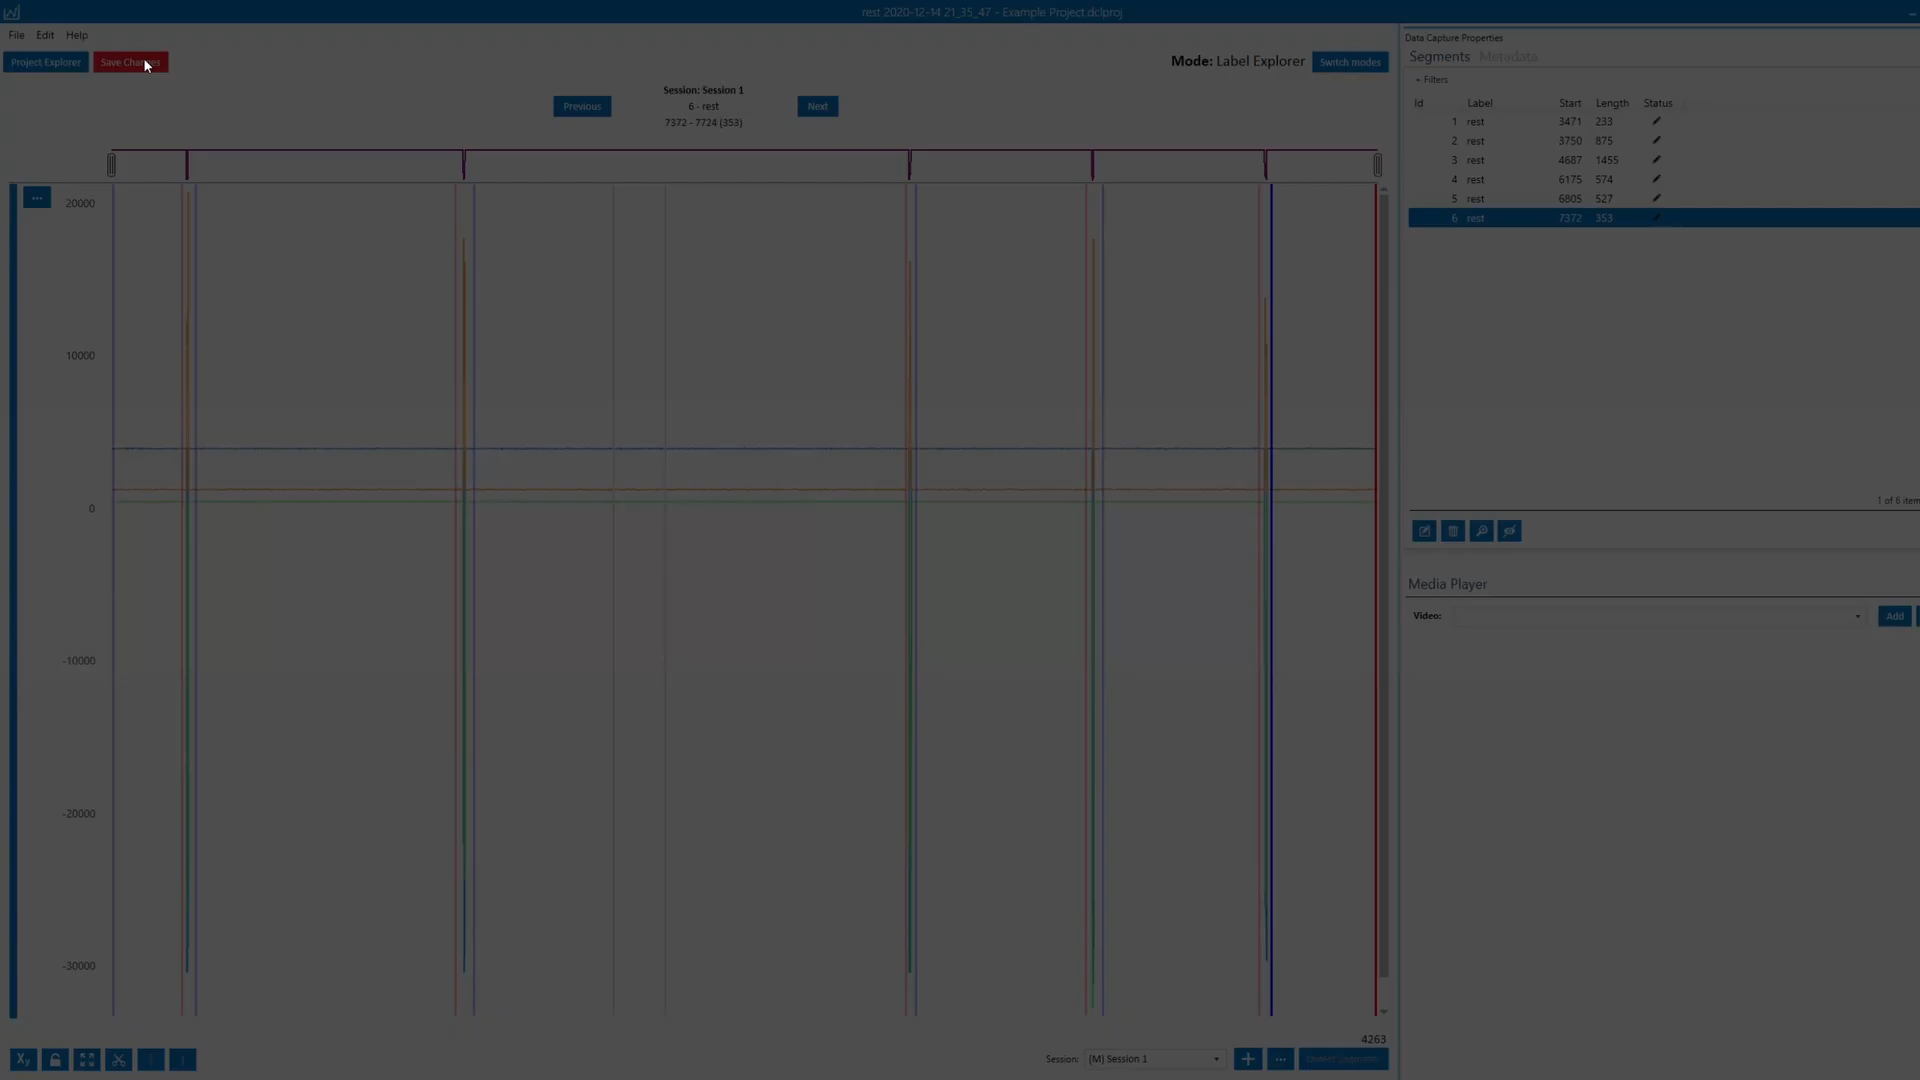 rest 2020-12-14 21_35_47 - Example Project.dclproj
File Edit Help
Project Explorer
Save Changes
Mode: Label Explorer
Switch modes
Previous
Session: Session 1
6 - rest
7372 - 7724 (353)
Next
...
20000
10000
0
-10000
-20000
-30000
4263
Xy
Session: (M) Session 1
+
...
Data Capture Properties
Segments Metadata
Filters
Id Label Start Length Status
1 rest 3471 233
2 rest 3750 875
3 rest 4687 1455
4 rest 6175 574
5 rest 6805 527
6 rest 7372 353
1 of 6 item
Media Player
Video:
Add